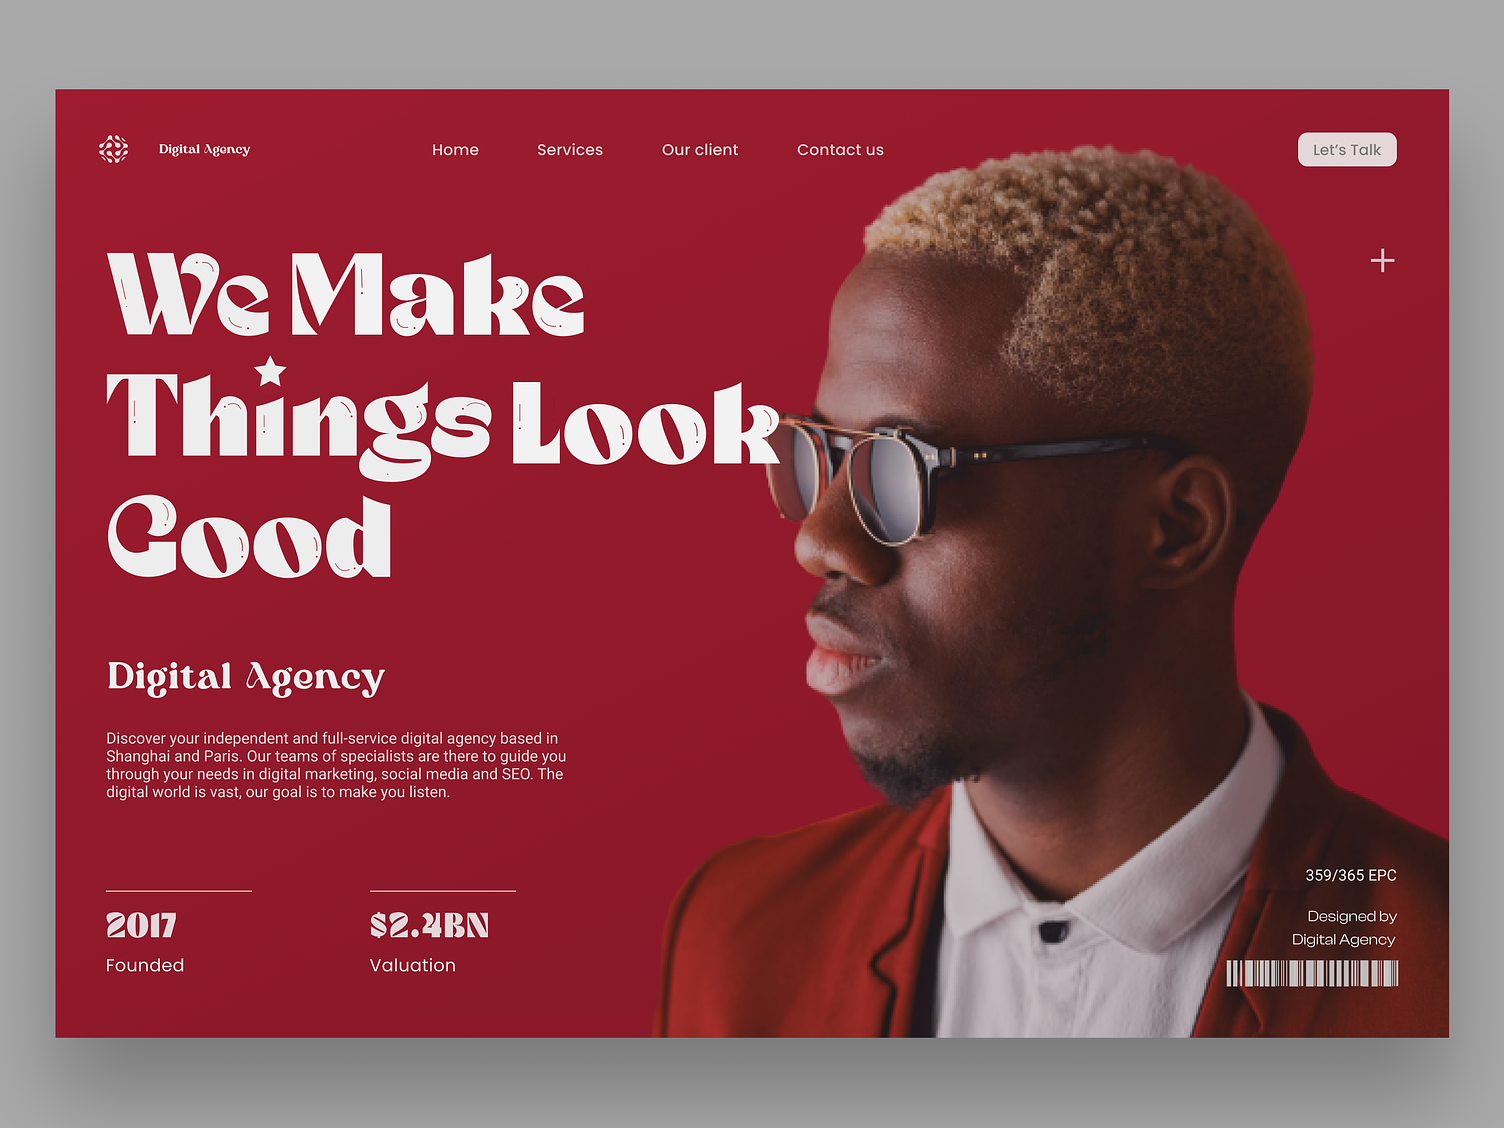 Digital Agency
Home
Services
Our client
Contact us
Let's Talk
We Make
Things Look
Good
Digital Agency
Discover your independent and full-service digital agency based in
Shanghai and Paris. Our teams of specialists are there to guide you
through your needs in digital marketing, social media and SEO. The
digital world is vast, our goal is to make you listen.
2017
Founded
$2.4BN
Valuation
359/365 EPC
Designed by
Digital Agency